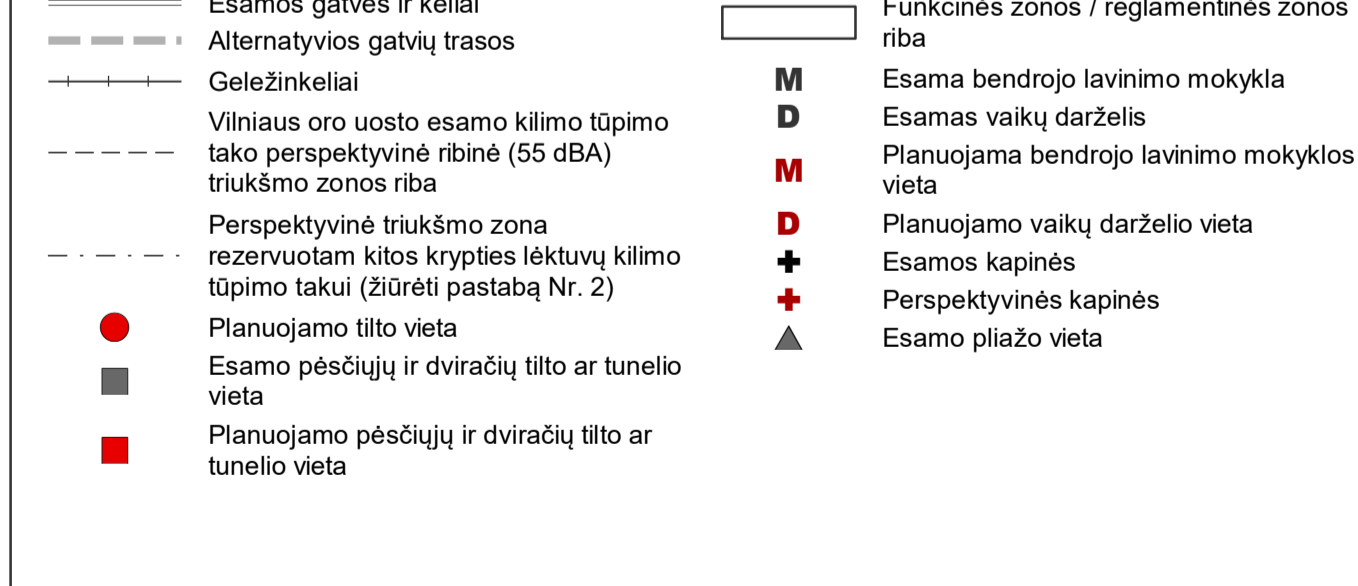 Esamos gatvės ir keliai
Alternatyvios gatvių trasos
Geležinkeliai
Vilniaus oro uosto esamo kilimo tūpimo
tako perspektyvinė ribinė (55 dBA)
triukšmo zonos riba
Perspektyvinė triukšmo zona
rezervuotam kitos krypties lėktuvų kilimo
tūpimo takui (žiūrėti pastabą Nr. 2)
Planuojamo tilto vieta
Esamo pėsčiųjų ir dviračių tilto ar tunelio
vieta
Planuojamo pėsčiųjų ir dviračių tilto ar
tunelio vieta
Funkcinės zonos / reglamentinės zonos
riba
M Esama bendrojo lavinimo mokykla
D Esamas vaikų darželis
M Planuojama bendrojo lavinimo mokyklos
vieta
D Planuojamo vaikų darželio vieta
Esamos kapinės
Perspektyvinės kapinės
Esamo pliažo vieta